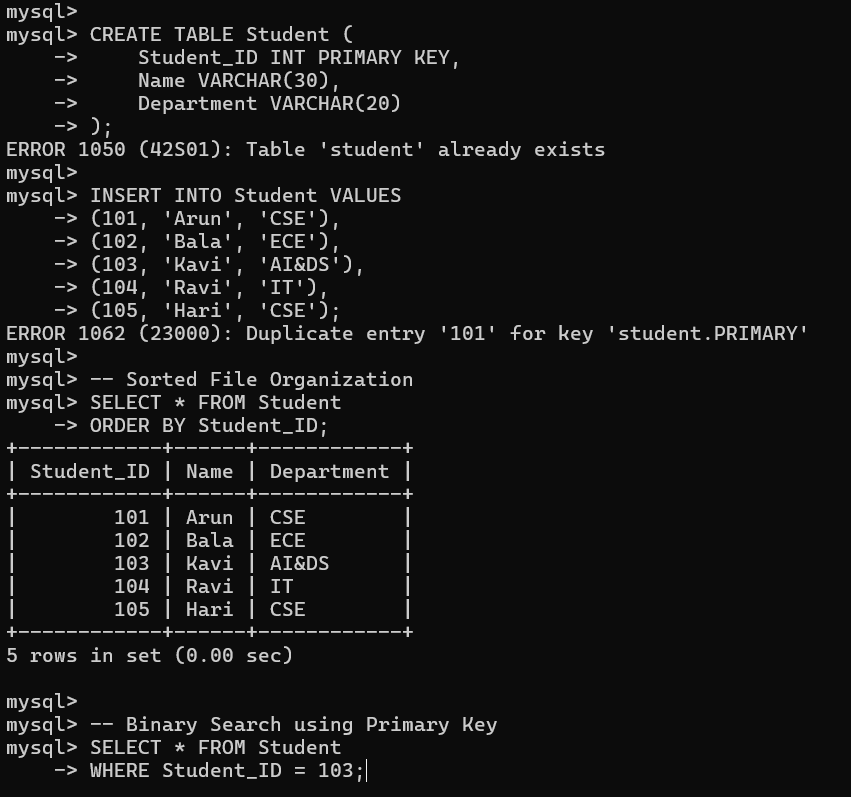 mysql>
mysql> CREATE TABLE Student (
    ->     Student_ID INT PRIMARY KEY,
    ->     Name VARCHAR(30),
    ->     Department VARCHAR(20)
    -> );
ERROR 1050 (42S01): Table 'student' already exists
mysql>
mysql> INSERT INTO Student VALUES
    -> (101, 'Arun', 'CSE'),
    -> (102, 'Bala', 'ECE'),
    -> (103, 'Kavi', 'AI&DS'),
    -> (104, 'Ravi', 'IT'),
    -> (105, 'Hari', 'CSE');
ERROR 1062 (23000): Duplicate entry '101' for key 'student.PRIMARY'
mysql>
mysql> -- Sorted File Organization
mysql> SELECT * FROM Student
    -> ORDER BY Student_ID;
+------------+------+------------+
| Student_ID | Name | Department |
+------------+------+------------+
|        101 | Arun | CSE        |
|        102 | Bala | ECE        |
|        103 | Kavi | AI&DS      |
|        104 | Ravi | IT         |
|        105 | Hari | CSE        |
+------------+------+------------+
5 rows in set (0.00 sec)

mysql>
mysql> -- Binary Search using Primary Key
mysql> SELECT * FROM Student
    -> WHERE Student_ID = 103;